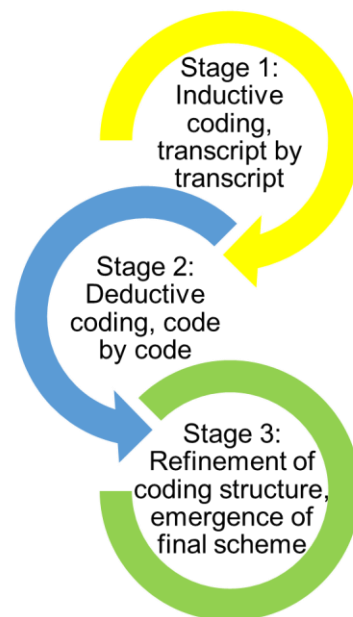 Stage 1:
Inductive
coding,
transcript by
transcript
Stage 2:
Deductive
coding, code
by code
Stage 3:
Refinement of
coding structure,
emergence of
final scheme